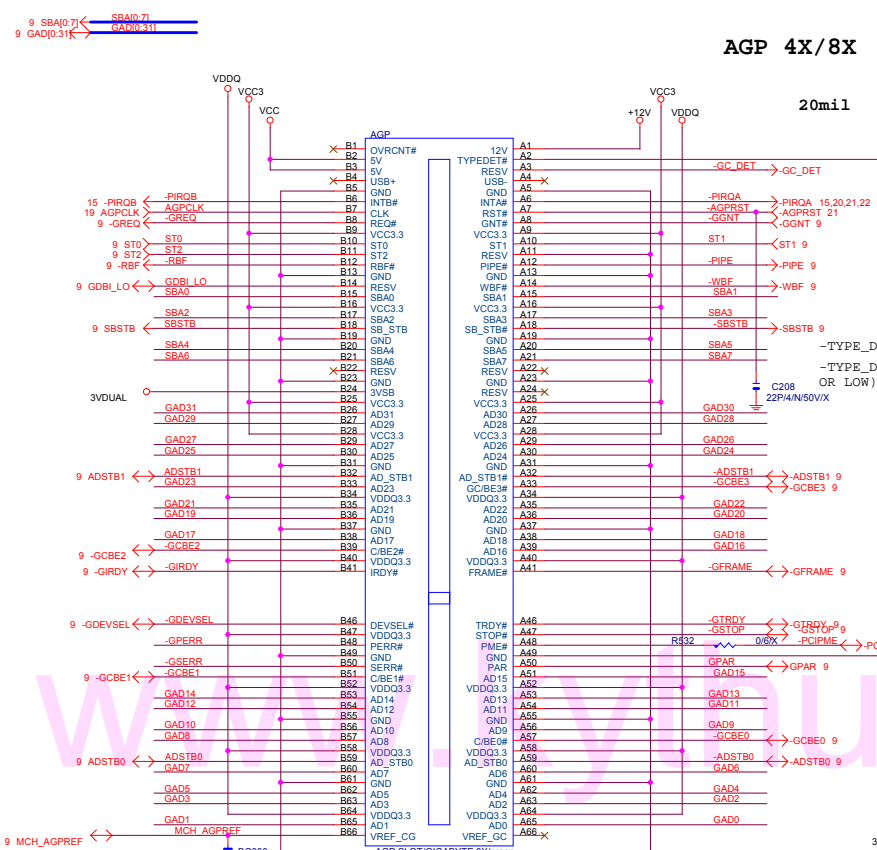 9 SBA[0:7] SBA[0:7]
9 GAD[0:31] GAD[0:31]
AGP 4X/8X
20mil
VDDQ
VCC3
VCC
+12V
VCC3
VDDQ
AGP
B1 OVRCNT# 12V A1
B2 5V TYPEDET# A2
B3 5V RESV A3 -GC_DET -GC_DET
B4 USB+ USB- A4
B5 GND GND A5
15 -PIRQB -PIRQB B6 INTB# INTA# A6 -PIRQA -PIRQA 15,20,21,22
19 AGPCLK AGPCLK B7 CLK RST# A7 -AGPRST -AGPRST 21
9 -GREQ -GREQ B8 REQ# GNT# A8 -GGNT -GGNT 9
B9 VCC3.3 VCC3.3 A9
9 ST0 ST0 B10 ST0 ST1 A10 ST1 ST1 9
9 ST2 ST2 B11 ST2 RESV A11
9 -RBF -RBF B12 RBF# PIPE# A12 -PIPE -PIPE 9
B13 GND GND A13
9 GDBI_LO GDBI_LO B14 RESV WBF# A14 -WBF -WBF 9
SBA0 B15 SBA0 SBA1 A15 SBA1
B16 VCC3.3 VCC3.3 A16
SBA2 B17 SBA2 SBA3 A17 SBA3
9 SBSTB SBSTB B18 SB_STB SB_STB# A18 -SBSTB -SBSTB 9
B19 GND GND A19
SBA4 B20 SBA4 SBA5 A20 SBA5
SBA6 B21 SBA6 SBA7 A21 SBA7
B22 RESV RESV A22
B23 GND GND A23
3VDUAL B24 3VSB RESV A24
B25 VCC3.3 VCC3.3 A25
-TYPE_D
-TYPE_D
OR LOW)
C208
22P/4/N/50V/X
GAD31 B26 AD31 AD30 A26 GAD30
GAD29 B27 AD29 AD28 A27 GAD28
B28 VCC3.3 VCC3.3 A28
GAD27 B29 AD27 AD26 A29 GAD26
GAD25 B30 AD25 AD24 A30 GAD24
B31 GND GND A31
9 ADSTB1 ADSTB1 B32 AD_STB1 AD_STB1# A32 -ADSTB1 -ADSTB1 9
GAD23 B33 AD23 GC/BE3# A33 -GCBE3 -GCBE3 9
B34 VDDQ3.3 VDDQ3.3 A34
GAD21 B35 AD21 AD22 A35 GAD22
GAD19 B36 AD19 AD20 A36 GAD20
B37 GND GND A37
GAD17 B38 AD17 AD18 A38 GAD18
9 -GCBE2 -GCBE2 B39 C/BE2# AD16 A39 GAD16
B40 VDDQ3.3 VDDQ3.3 A40
9 -GIRDY -GIRDY B41 IRDY# FRAME# A41 -GFRAME -GFRAME 9
9 -GDEVSEL -GDEVSEL B46 DEVSEL# TRDY# A46 -GTRDY -GTRDY 9
B47 VDDQ3.3 STOP# A47 -GSTOP -GSTOP 9
-GPERR B48 PERR# PME# A48 R532 0/6/X -PCIPME
B49 GND GND A49
-GSERR B50 SERR# PAR A50 GPAR GPAR 9
9 -GCBE1 -GCBE1 B51 C/BE1# AD15 A51 GAD15
B52 VDDQ3.3 VDDQ3.3 A52
GAD14 B53 AD14 AD13 A53 GAD13
GAD12 B54 AD12 AD11 A54 GAD11
B55 GND GND A55
GAD10 B56 AD10 AD9 A56 GAD9
GAD8 B57 AD8 C/BE0# A57 -GCBE0 -GCBE0 9
B58 VDDQ3.3 VDDQ3.3 A58
9 ADSTB0 ADSTB0 B59 AD_STB0 AD_STB0 A59 -ADSTB0 -ADSTB0 9
GAD7 B60 AD7 AD6 A60 GAD6
B61 GND GND A61
GAD5 B62 AD5 AD4 A62 GAD4
GAD3 B63 AD3 AD2 A63 GAD2
B64 VDDQ3.3 VDDQ3.3 A64
GAD1 B65 AD1 AD0 A65 GAD0
9 MCH_AGPREF MCH_AGPREF B66 VREF_CG VREF_GC A66
www.kythu